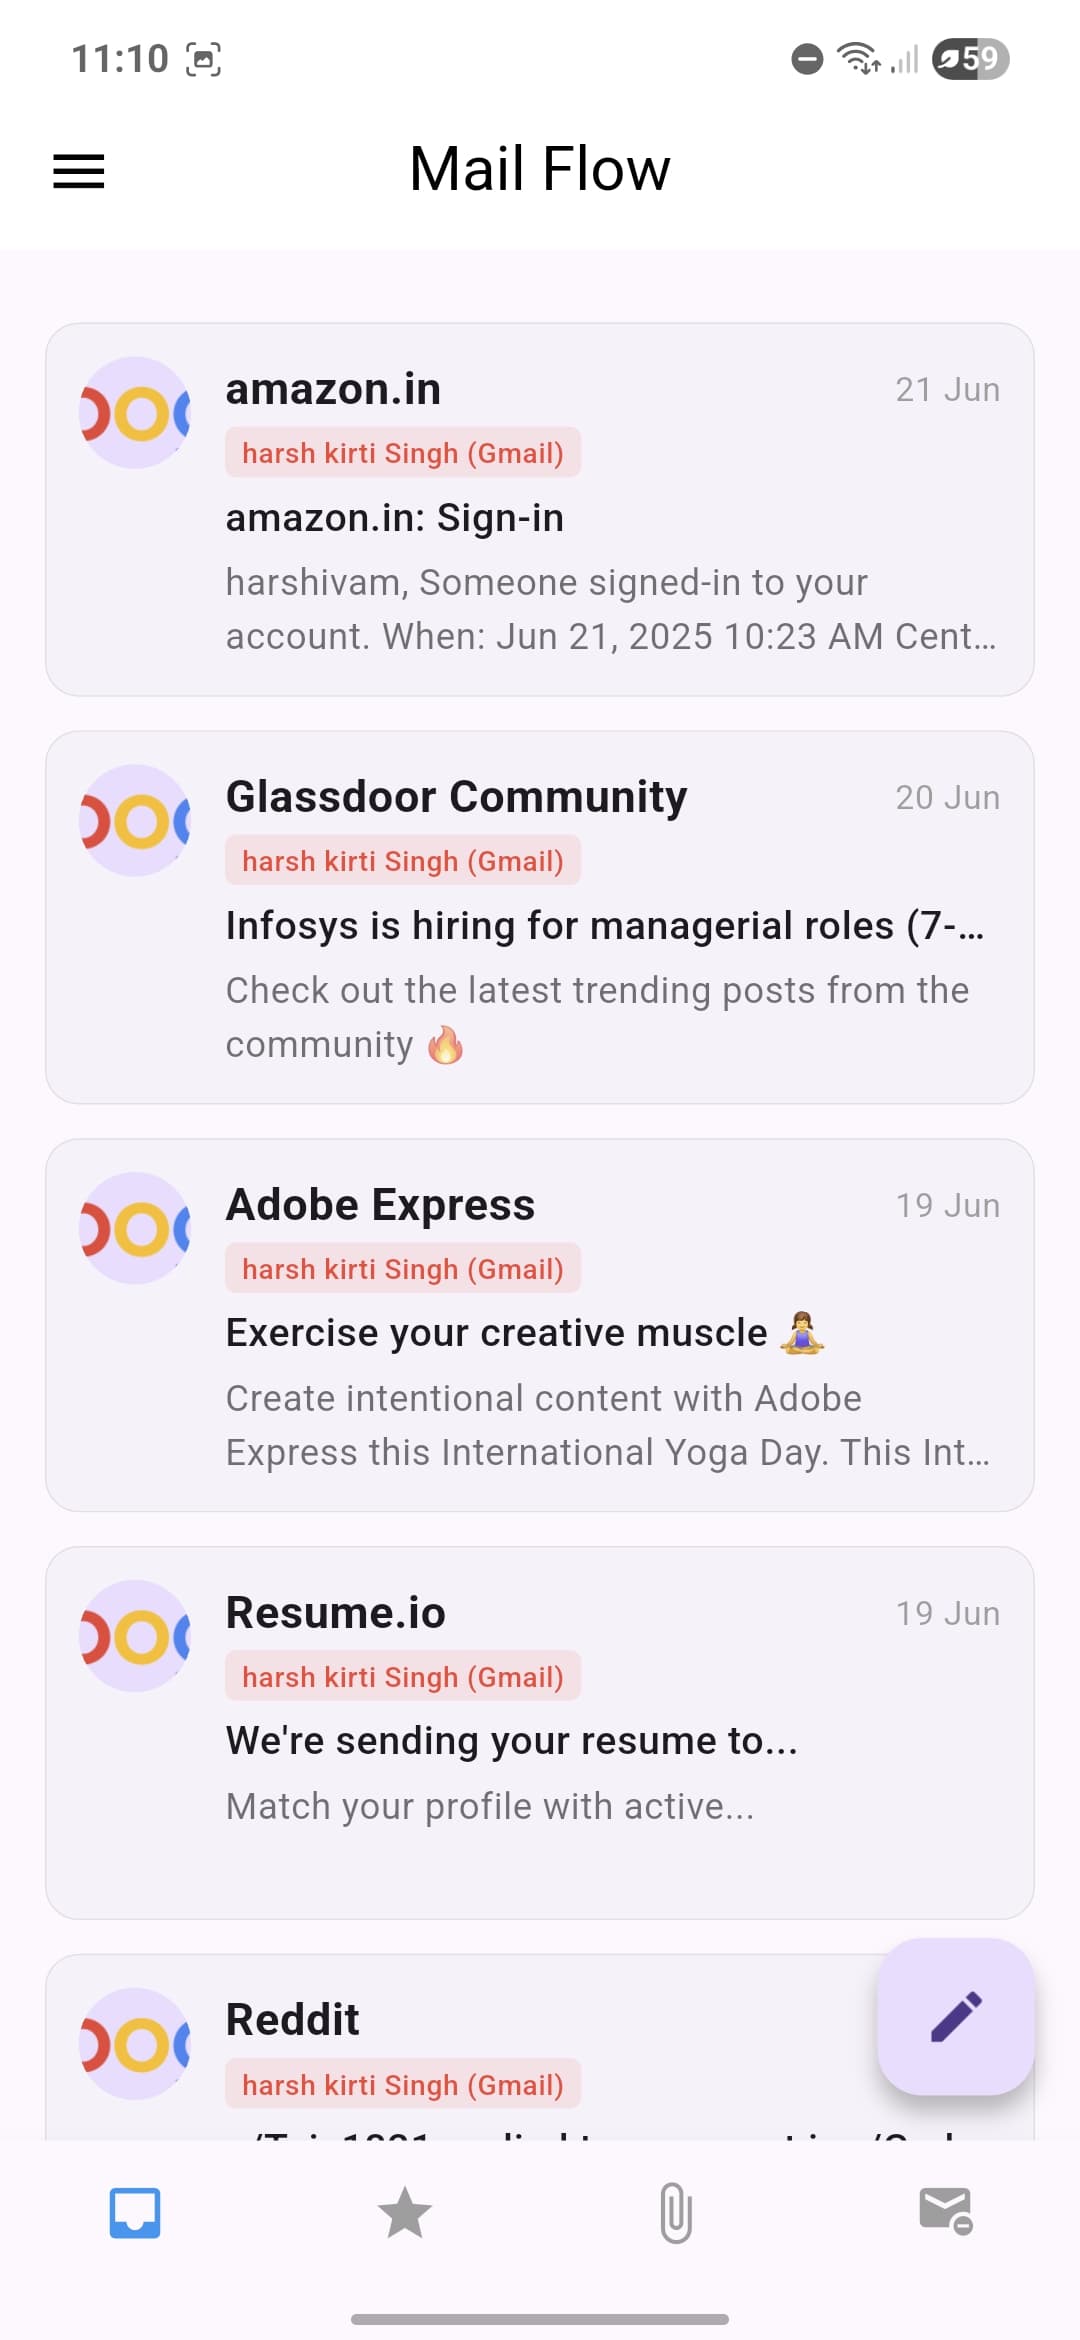 11:10
59
Mail Flow
amazon.in
21 Jun
harsh kirti Singh (Gmail)
amazon.in: Sign-in
harshivam, Someone signed-in to your
account. When: Jun 21, 2025 10:23 AM Cent…
Glassdoor Community
20 Jun
harsh kirti Singh (Gmail)
Infosys is hiring for managerial roles (7-…
Check out the latest trending posts from the
community 🔥
Adobe Express
19 Jun
harsh kirti Singh (Gmail)
Exercise your creative muscle 🧘‍♀️
Create intentional content with Adobe
Express this International Yoga Day. This Int…
Resume.io
19 Jun
harsh kirti Singh (Gmail)
We're sending your resume to...
Match your profile with active...
Reddit
harsh kirti Singh (Gmail)